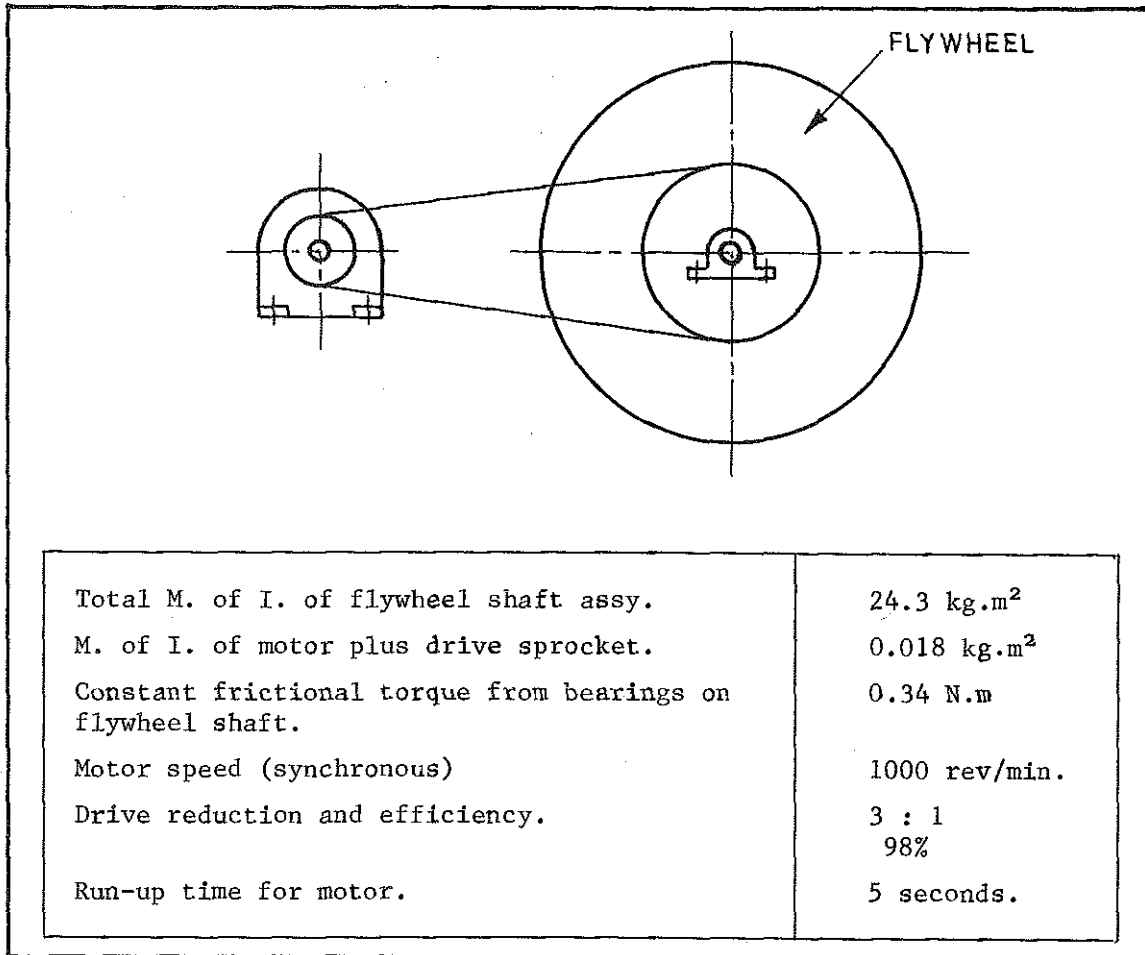 FLYWHEEL
Total M. of I. of flywheel shaft assy.
24.3 kg.m²
M. of I. of motor plus drive sprocket.
0.018 kg.m²
Constant frictional torque from bearings on
flywheel shaft.
0.34 N.m
Motor speed (synchronous)
1000 rev/min.
Drive reduction and efficiency.
3 : 1
98%
Run-up time for motor.
5 seconds.